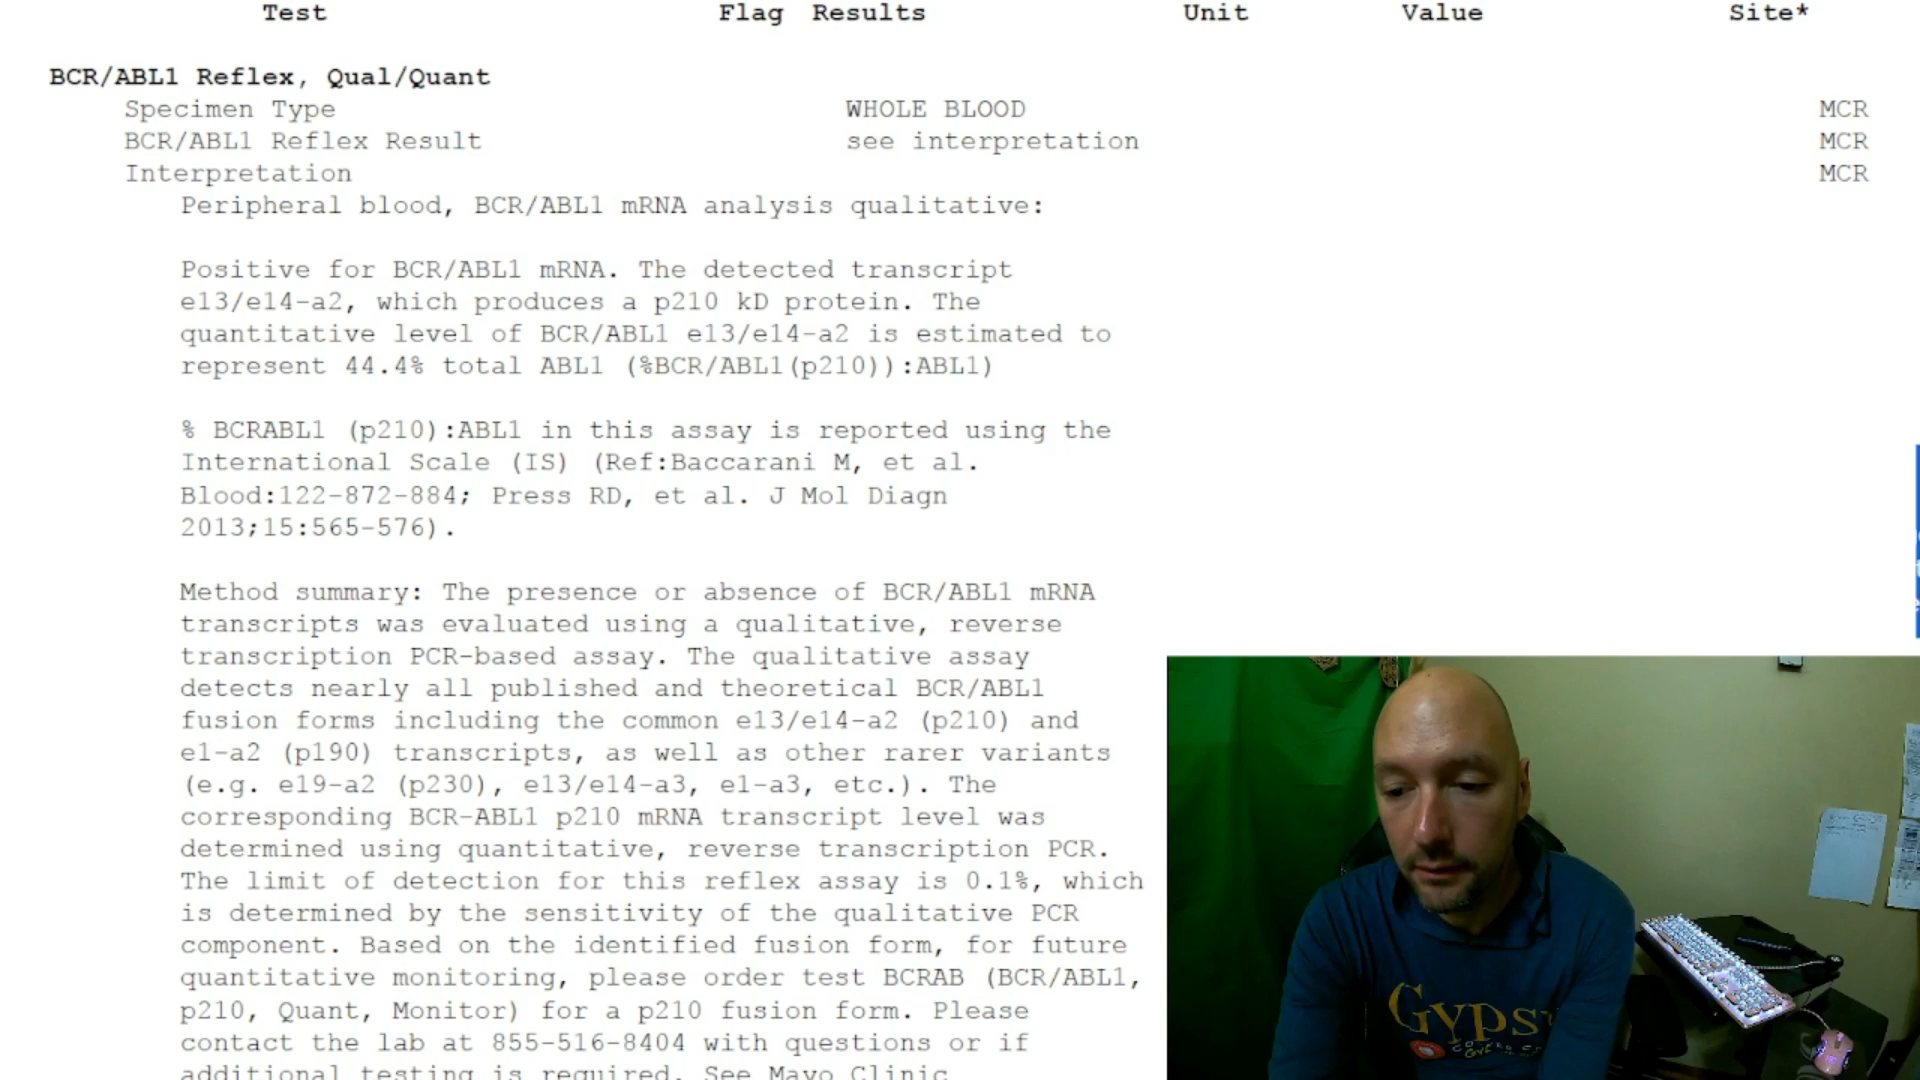 Test Flag Results Unit Value Site*
BCR/ABL1 Reflex, Qual/Quant
Specimen Type WHOLE BLOOD MCR
BCR/ABL1 Reflex Result see interpretation MCR
Interpretation MCR
Peripheral blood, BCR/ABL1 mRNA analysis qualitative:
Positive for BCR/ABL1 mRNA. The detected transcript
e13/e14-a2, which produces a p210 kD protein. The
quantitative level of BCR/ABL1 e13/e14-a2 is estimated to
represent 44.4% total ABL1 (%BCR/ABL1(p210)):ABL1)
% BCRABL1 (p210):ABL1 in this assay is reported using the
International Scale (IS) (Ref:Baccarani M, et al.
Blood:122-872-884; Press RD, et al. J Mol Diagn
2013;15:565-576).
Method summary: The presence or absence of BCR/ABL1 mRNA
transcripts was evaluated using a qualitative, reverse
transcription PCR-based assay. The qualitative assay
detects nearly all published and theoretical BCR/ABL1
fusion forms including the common e13/e14-a2 (p210) and
e1-a2 (p190) transcripts, as well as other rarer variants
(e.g. e19-a2 (p230), e13/e14-a3, e1-a3, etc.). The
corresponding BCR-ABL1 p210 mRNA transcript level was
determined using quantitative, reverse transcription PCR.
The limit of detection for this reflex assay is 0.1%, which
is determined by the sensitivity of the qualitative PCR
component. Based on the identified fusion form, for future
quantitative monitoring, please order test BCRAB (BCR/ABL1,
p210, Quant, Monitor) for a p210 fusion form. Please
contact the lab at 855-516-8404 with questions or if
additional testing is required. See Mayo Clinic